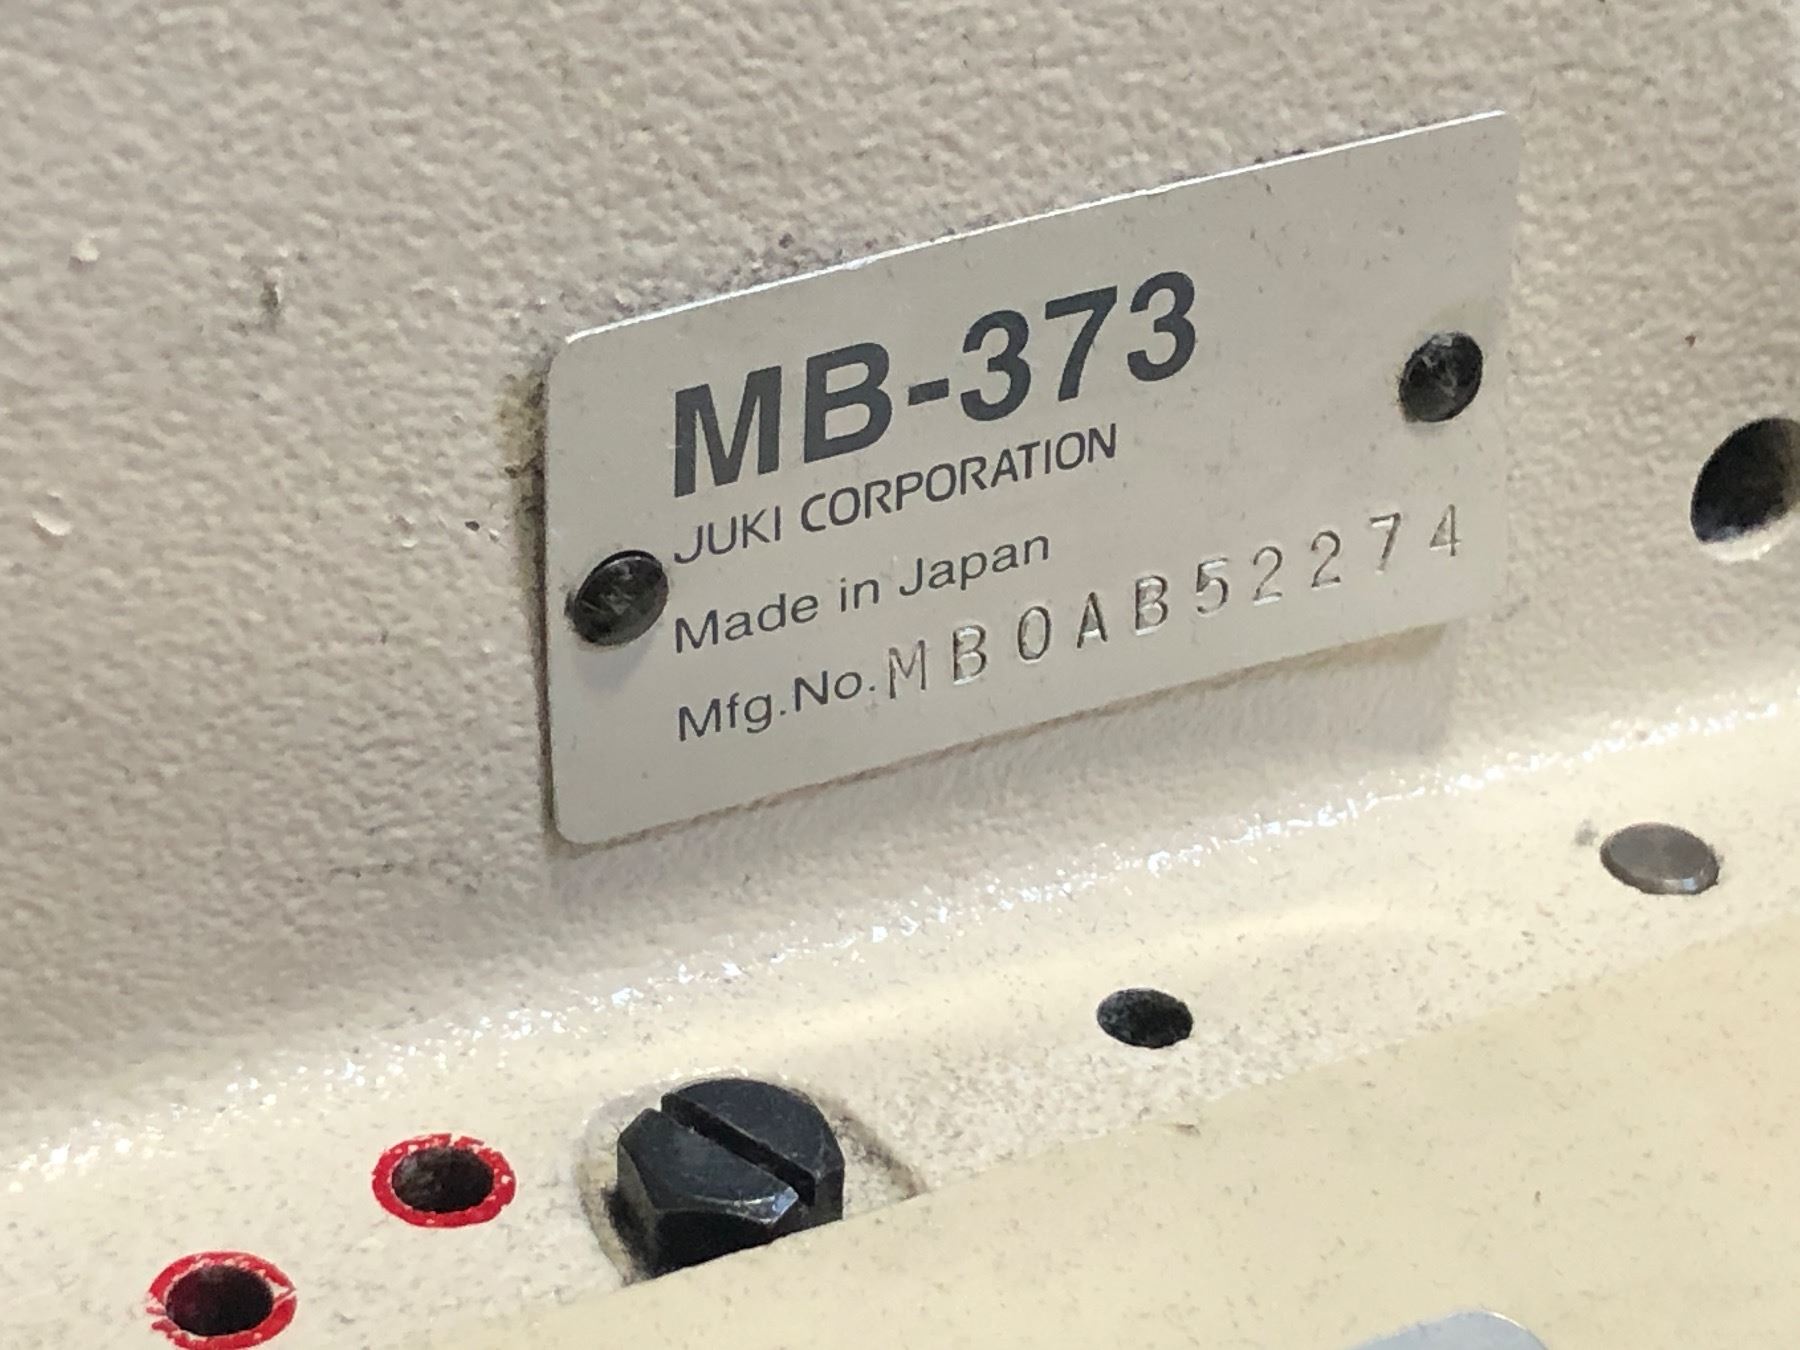 MB-373
JUKI CORPORATION
Made in Japan
Mfg.No.MB0AB52274